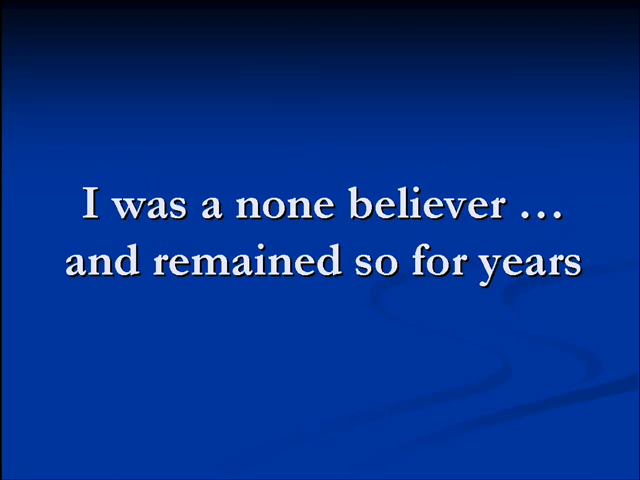 I was a none believer …
and remained so for years